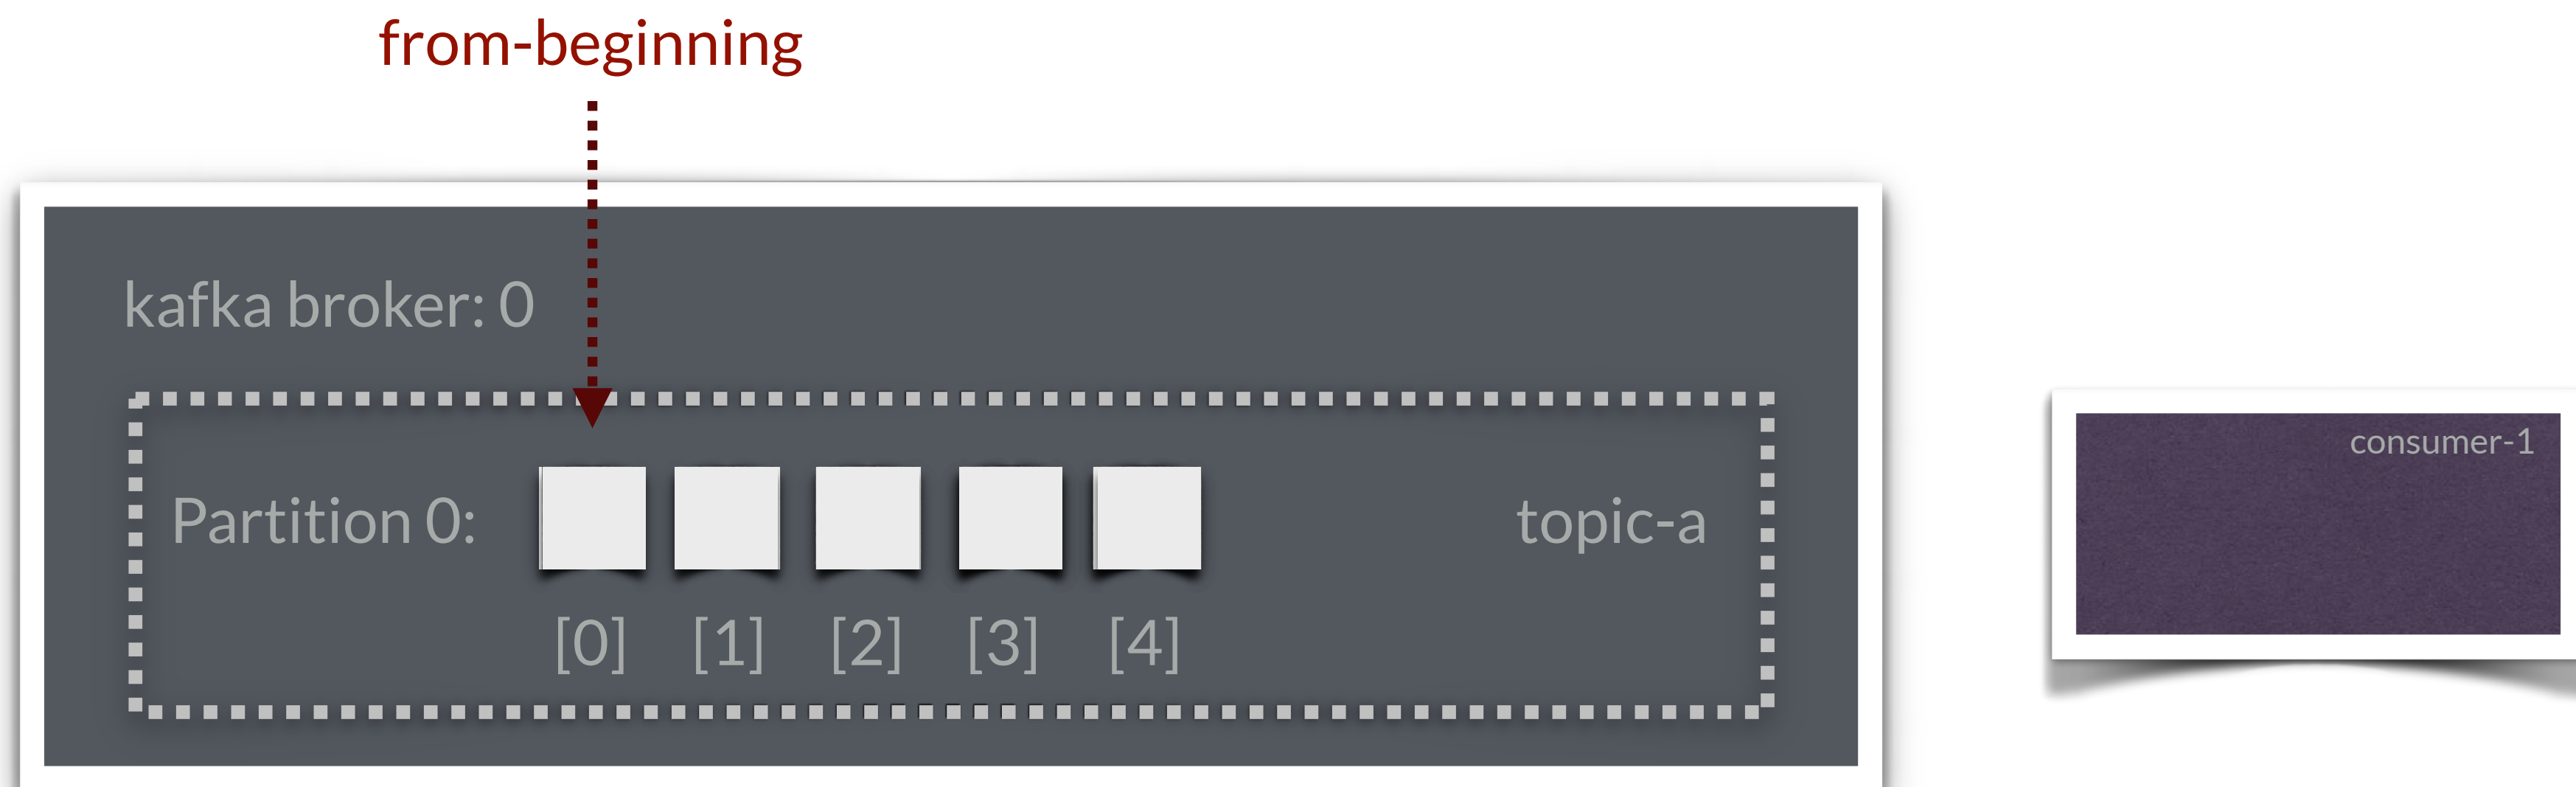 from-beginning
kafka broker: 0
consumer-1
Partition 0:
topic-a
[0] [1] [2] [3] [4]